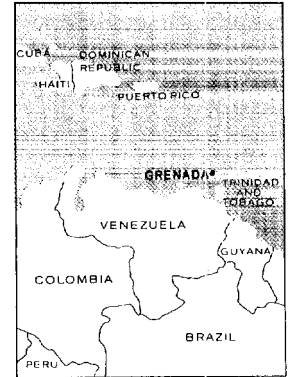 CUBA
DOMINICAN
REPUBLIC
HAITI
PUERTO RICO
GRENADA
TRINIDAD
AND
TOBAGO
VENEZUELA
GUYANA
COLOMBIA
BRAZIL
PERU